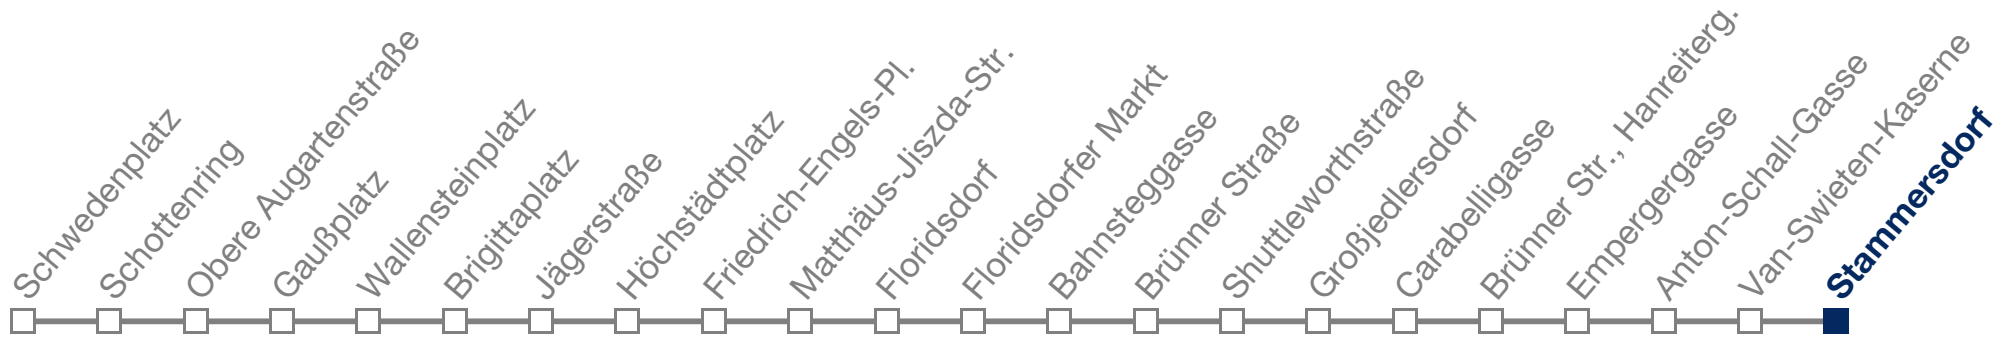 Schwedenplatz
Schottenring
Obere Augartenstraße
Gaußplatz
Wallensteinplatz
Brigittaplatz
Jägerstraße
Höchstädtplatz
Friedrich-Engels-Pl.
Matthäus-Jiszda-Str.
Floridsdorf
Floridsdorfer Markt
Bahnsteggasse
Brünner Straße
Shuttleworthstraße
Großjedlersdorf
Carabelligasse
Brünner Str., Hanreiterg.
Empergergasse
Anton-Schall-Gasse
Van-Swieten-Kaserne
Stammersdorf